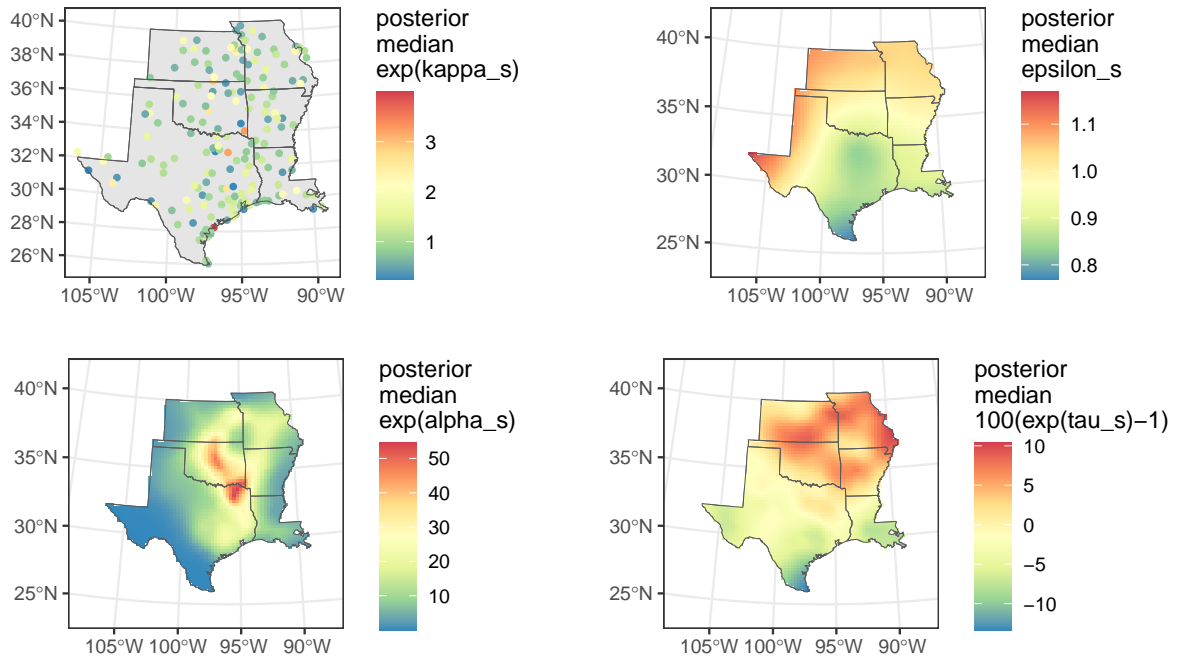 posterior
median
exp(kappa_s)
40°N
38°N
36°N
34°N
32°N
30°N
28°N
26°N
3
2
1
105°W 100°W 95°W 90°W
posterior
median
epsilon_s
40°N
35°N
30°N
25°N
1.1
1.0
0.9
0.8
105°W 100°W 95°W 90°W
posterior
median
exp(alpha_s)
40°N
35°N
30°N
25°N
50
40
30
20
10
105°W 100°W 95°W 90°W
posterior
median
100(exp(tau_s)−1)
40°N
35°N
30°N
25°N
10
5
0
−5
−10
105°W 100°W 95°W 90°W